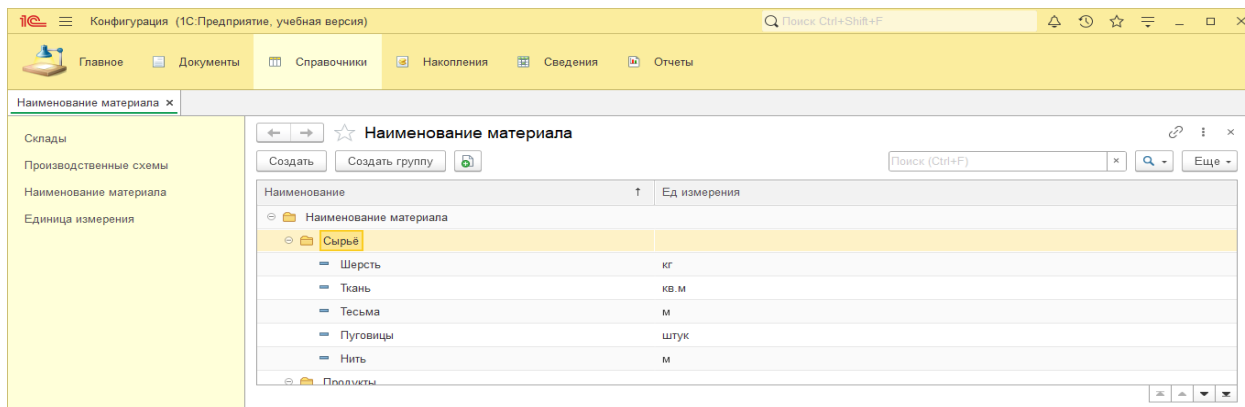 1С Конфигурация (1С:Предприятие, учебная версия) Поиск Ctrl+Shift+F
Главное Документы Справочники Накопления Сведения Отчеты
Наименование материала ×
Склады
Производственные схемы
Наименование материала
Единица измерения
Наименование материала
Создать Создать группу Поиск (Ctrl+F) × Еще
Наименование ↑ Ед измерения
Наименование материала
Сырьё
Шерсть кг
Ткань кв.м
Тесьма м
Пуговицы штук
Нить м
Продукты